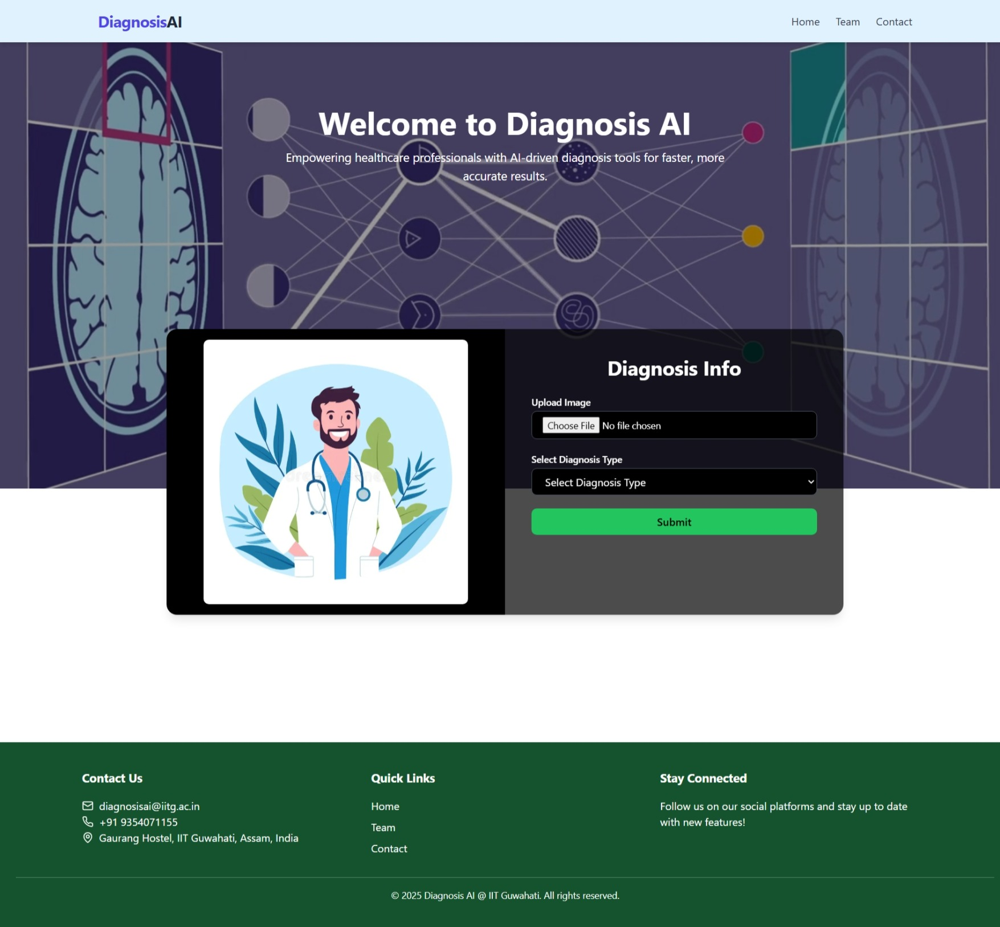 DiagnosisAI
Home
Team
Contact
Welcome to Diagnosis AI
Empowering healthcare professionals with AI-driven diagnosis tools for faster, more
accurate results.
Diagnosis Info
Upload Image
Choose File No file chosen
Select Diagnosis Type
Select Diagnosis Type
Submit
Contact Us
diagnosisai@iitg.ac.in
+91 9354071155
Gaurang Hostel, IIT Guwahati, Assam, India
Quick Links
Home
Team
Contact
Stay Connected
Follow us on our social platforms and stay up to date
with new features!
© 2025 Diagnosis AI @ IIT Guwahati. All rights reserved.